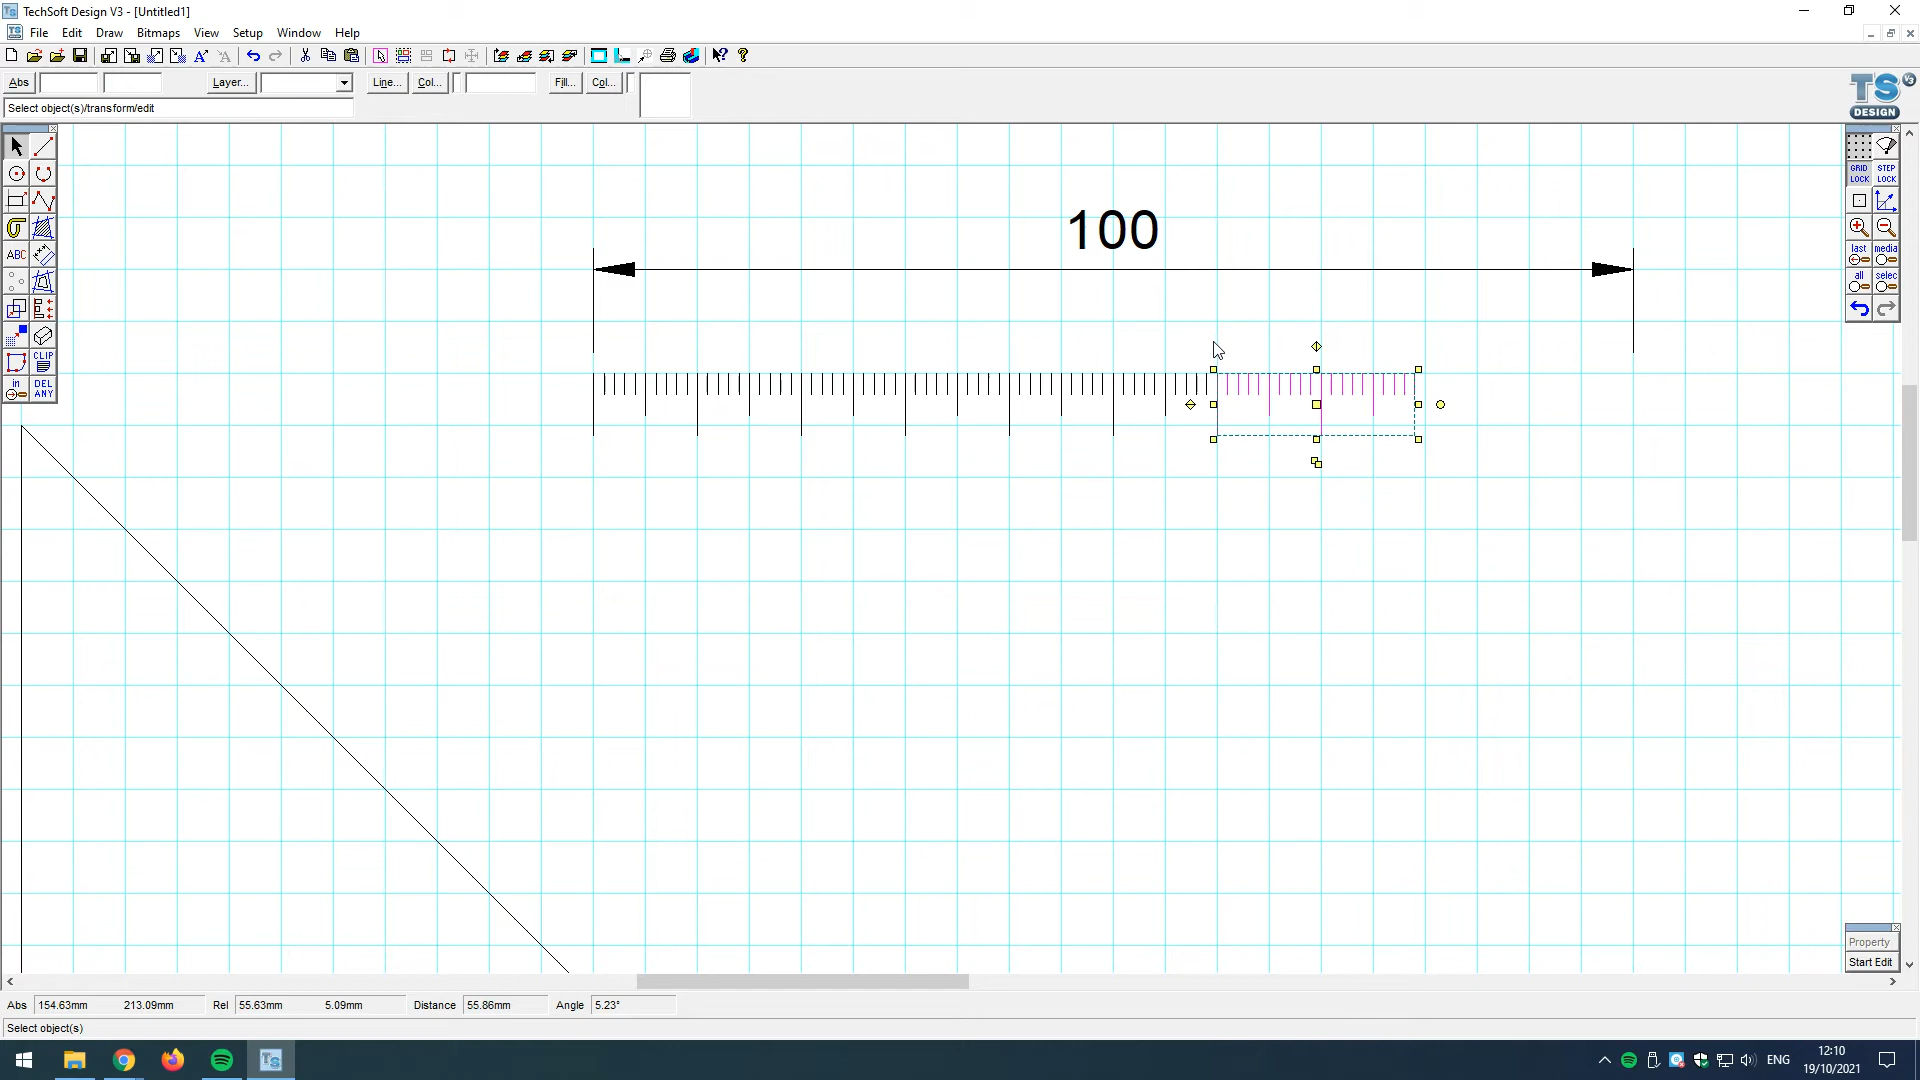 TechSoft Design V3 - [Untitled1]
File Edit Draw Bitmaps View Setup Window Help
Abs Layer... Line... Col... Fill... Col...
Select object(s)/transform/edit
TS V3
DESIGN
GRID LOCK STEP LOCK
ABC
last media
all selec
CLIP
in DEL ANY
100
Property
Start Edit
Abs 154.63mm 213.09mm Rel 55.63mm 5.09mm Distance 55.86mm Angle 5.23°
Select object(s)
Ts ENG 12:10
19/10/2021